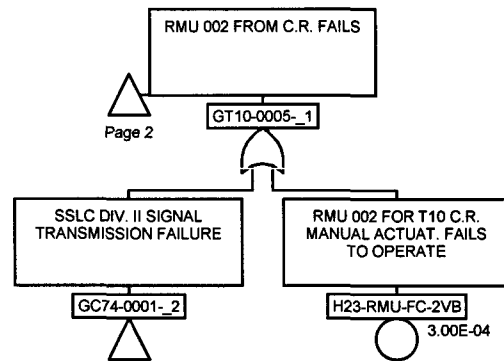 RMU 002 FROM C.R. FAILS
Page 2
GT10-0005-_1
SSLC DIV. II SIGNAL
TRANSMISSION FAILURE
RMU 002 FOR T10 C.R.
MANUAL ACTUAT. FAILS
TO OPERATE
GC74-0001-_2
H23-RMU-FC-2VB
3.00E-04